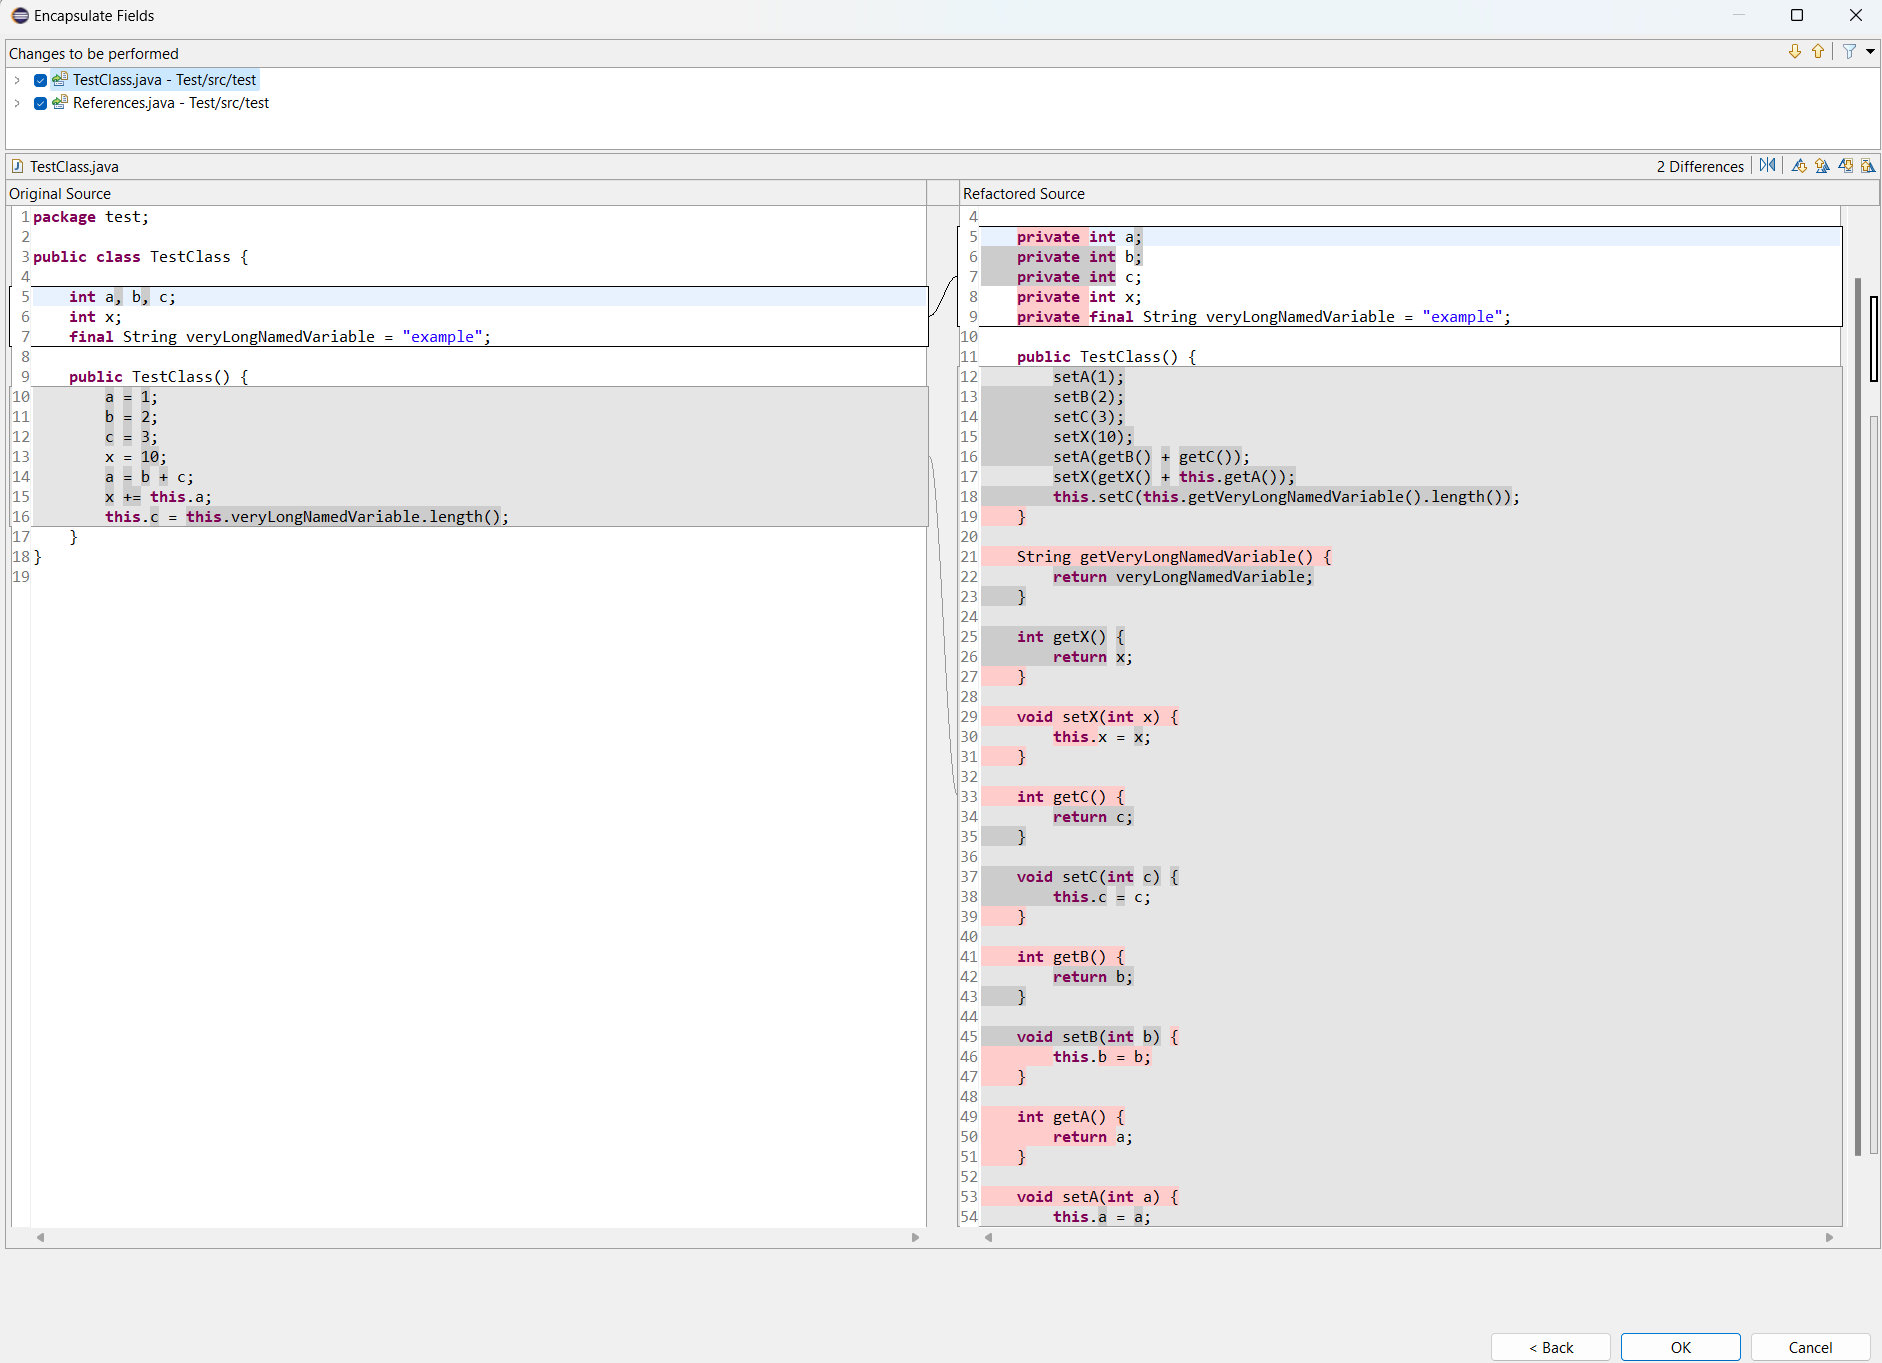 Encapsulate Fields
Changes to be performed
TestClass.java - Test/src/test
References.java - Test/src/test
TestClass.java
2 Differences
Original Source
1 package test;
2
3 public class TestClass {
4
5     int a, b, c;
6     int x;
7     final String veryLongNamedVariable = "example";
8
9     public TestClass() {
10         a = 1;
11         b = 2;
12         c = 3;
13         x = 10;
14         a = b + c;
15         x += this.a;
16         this.c = this.veryLongNamedVariable.length();
17     }
18 }
19
Refactored Source
4
5     private int a;
6     private int b;
7     private int c;
8     private int x;
9     private final String veryLongNamedVariable = "example";
10
11     public TestClass() {
12         setA(1);
13         setB(2);
14         setC(3);
15         setX(10);
16         setA(getB() + getC());
17         setX(getX() + this.getA());
18         this.setC(this.getVeryLongNamedVariable().length());
19     }
20
21     String getVeryLongNamedVariable() {
22         return veryLongNamedVariable;
23     }
24
25     int getX() {
26         return x;
27     }
28
29     void setX(int x) {
30         this.x = x;
31     }
32
33     int getC() {
34         return c;
35     }
36
37     void setC(int c) {
38         this.c = c;
39     }
40
41     int getB() {
42         return b;
43     }
44
45     void setB(int b) {
46         this.b = b;
47     }
48
49     int getA() {
50         return a;
51     }
52
53     void setA(int a) {
54         this.a = a;
< Back
OK
Cancel